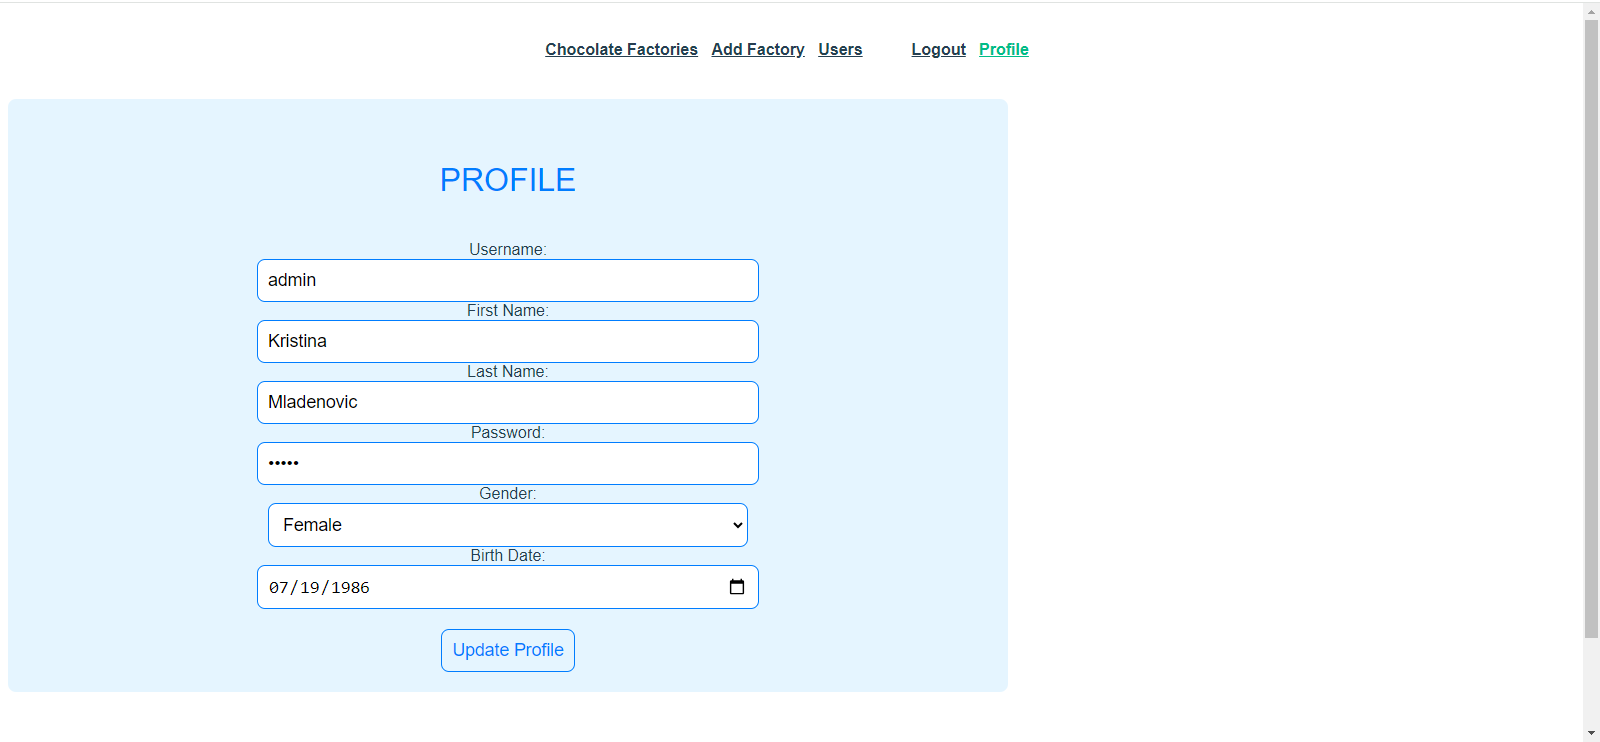 Chocolate Factories Add Factory Users Logout Profile
PROFILE
Username:
admin
First Name:
Kristina
Last Name:
Mladenovic
Password:
•••••
Gender:
Female
Birth Date:
07/19/1986
Update Profile